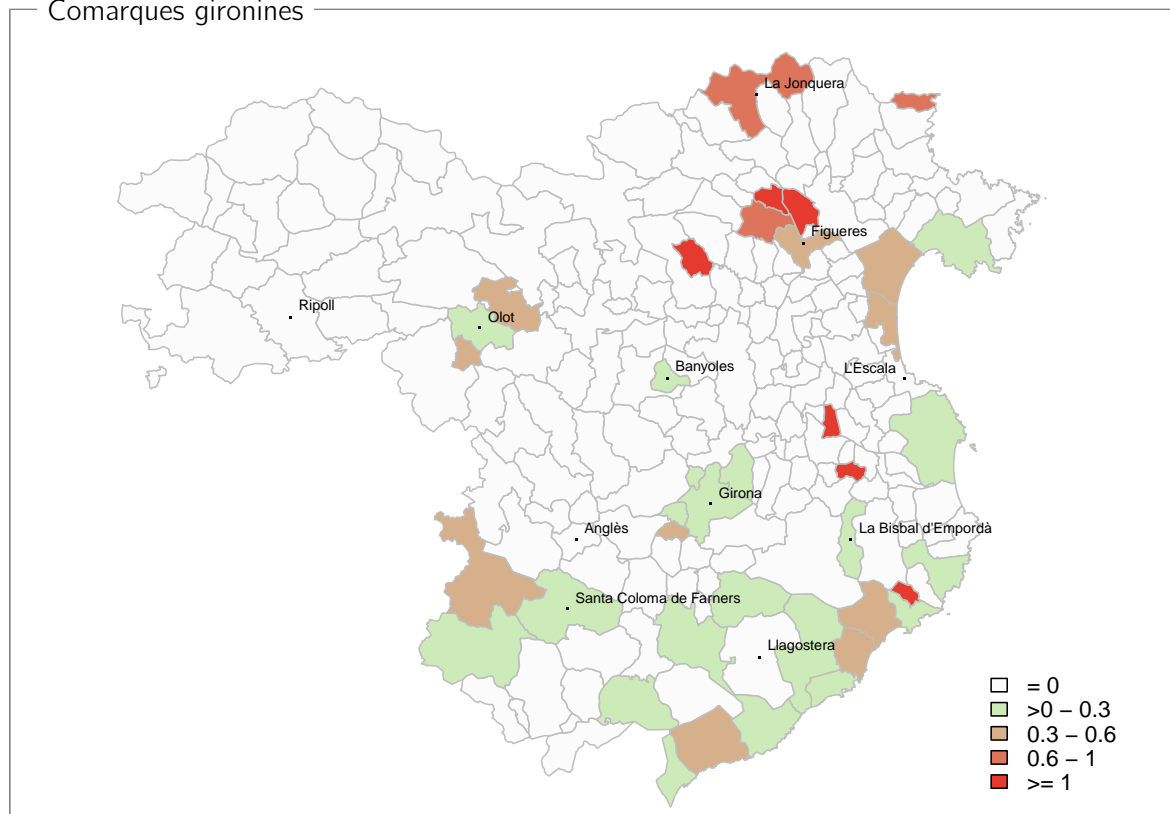 Comarques gironines
La Jonquera
Figueres
Ripoll
Olot
Banyoles
L'Escala
Girona
Anglès
La Bisbal d'Empordà
Santa Coloma de Farners
Llagostera
= 0
>0 – 0.3
0.3 – 0.6
0.6 – 1
>= 1